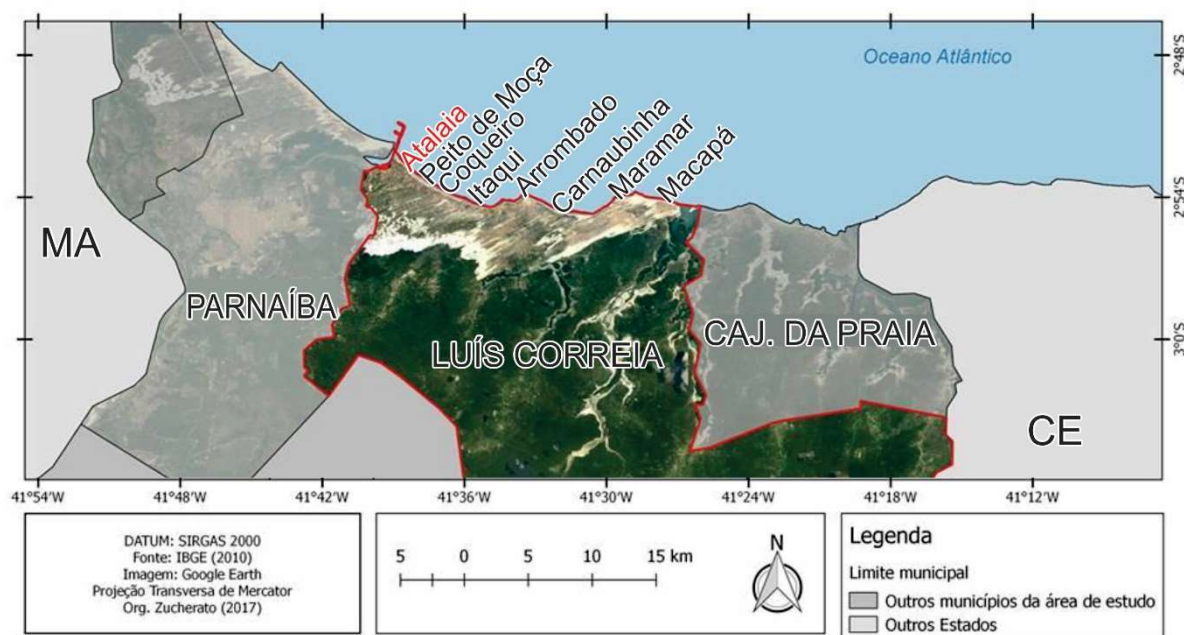 Oceano Atlântico
2°48'S
Atalaia
Peito de Moça
Coqueiro
Itaqui
Arrombado
Carnaubinha
Maramar
Macapá
2°54'S
MA
PARNAÍBA
LUÍS CORREIA
CAJ. DA PRAIA
3°0'S
CE
41°54'W
41°48'W
41°42'W
41°36'W
41°30'W
41°24'W
41°18'W
41°12'W
DATUM: SIRGAS 2000
Fonte: IBGE (2010)
Imagem: Google Earth
Projeção Transversa de Mercator
Org. Zucherato (2017)
5 0 5 10 15 km
N
Legenda
Limite municipal
Outros municípios da área de estudo
Outros Estados